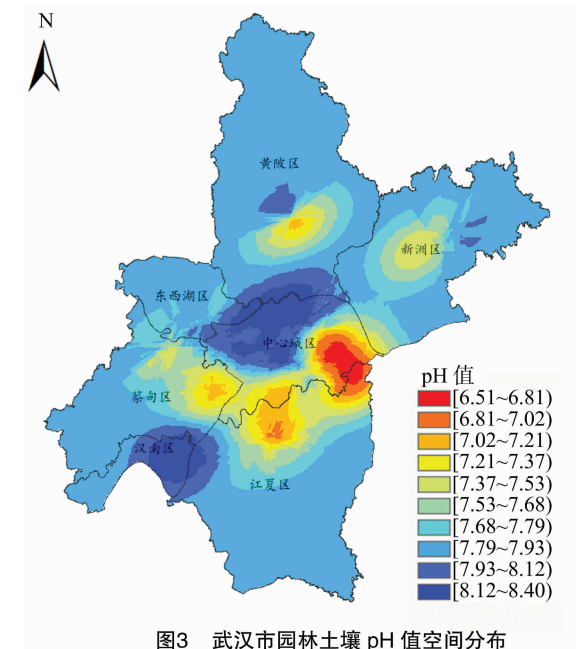 N
黄陂区
新洲区
东西湖区
中心城区
蔡甸区
汉南区
江夏区
pH 值
[6.51~6.81)
[6.81~7.02)
[7.02~7.21)
[7.21~7.37)
[7.37~7.53)
[7.53~7.68)
[7.68~7.79)
[7.79~7.93)
[7.93~8.12)
[8.12~8.40)
图3 武汉市园林土壤 pH 值空间分布